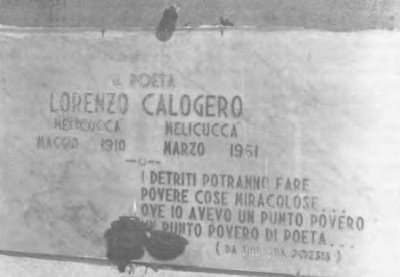 IL POETA
LORENZO CALOGERO
MELICUCCA' MELICUCCA'
MAGGIO 1910 MARZO 1961
—o—
I DETRITI POTRANNO FARE
POVERE COSE MIRACOLOSE...
OVE IO AVEVO UN PUNTO POVERO
UN PUNTO POVERO DI POETA...
(DA UNA SUA POESIA)